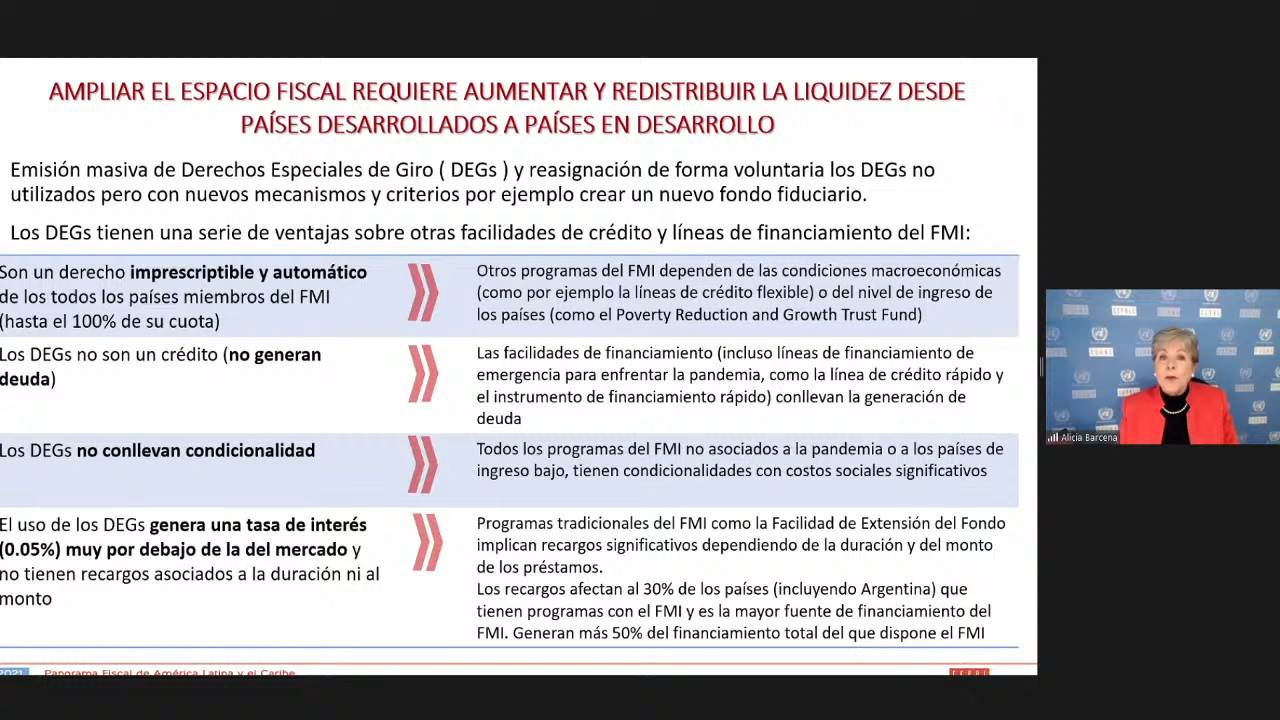 AMPLIAR EL ESPACIO FISCAL REQUIERE AUMENTAR Y REDISTRIBUIR LA LIQUIDEZ DESDE
PAÍSES DESARROLLADOS A PAÍSES EN DESARROLLO
Emisión masiva de Derechos Especiales de Giro ( DEGs ) y reasignación de forma voluntaria los DEGs no
utilizados pero con nuevos mecanismos y criterios por ejemplo crear un nuevo fondo fiduciario.
Los DEGs tienen una serie de ventajas sobre otras facilidades de crédito y líneas de financiamiento del FMI:
Son un derecho imprescriptible y automático
de los todos los países miembros del FMI
(hasta el 100% de su cuota)
Otros programas del FMI dependen de las condiciones macroeconómicas
(como por ejemplo la líneas de crédito flexible) o del nivel de ingreso de
los países (como el Poverty Reduction and Growth Trust Fund)
Los DEGs no son un crédito (no generan
deuda)
Las facilidades de financiamiento (incluso líneas de financiamiento de
emergencia para enfrentar la pandemia, como la línea de crédito rápido y
el instrumento de financiamiento rápido) conllevan la generación de
deuda
Los DEGs no conllevan condicionalidad
Todos los programas del FMI no asociados a la pandemia o a los países de
ingreso bajo, tienen condicionalidades con costos sociales significativos
El uso de los DEGs genera una tasa de interés
(0.05%) muy por debajo de la del mercado y
no tienen recargos asociados a la duración ni al
monto
Programas tradicionales del FMI como la Facilidad de Extensión del Fondo
implican recargos significativos dependiendo de la duración y del monto
de los préstamos.
Los recargos afectan al 30% de los países (incluyendo Argentina) que
tienen programas con el FMI y es la mayor fuente de financiamiento del
FMI. Generan más 50% del financiamiento total del que dispone el FMI
2021
Panorama Fiscal de América Latina y el Caribe
Alicia Barcena